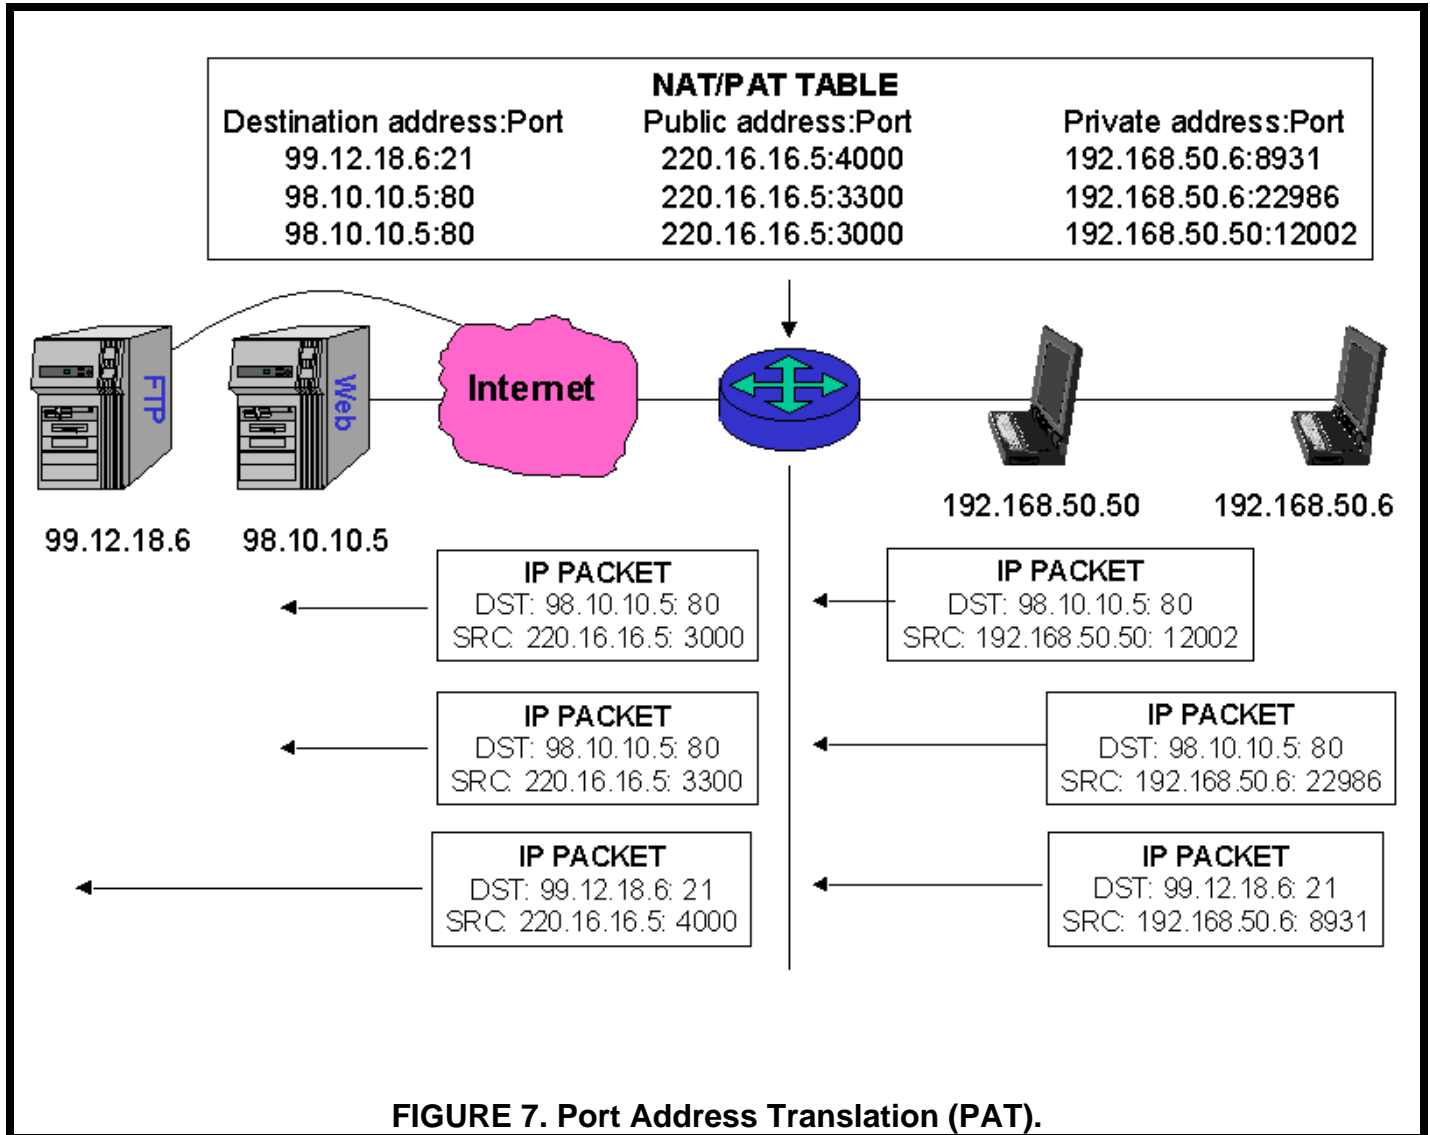 NAT/PAT TABLE
Destination address:Port Public address:Port Private address:Port
99.12.18.6:21 220.16.16.5:4000 192.168.50.6:8931
98.10.10.5:80 220.16.16.5:3300 192.168.50.6:22986
98.10.10.5:80 220.16.16.5:3000 192.168.50.50:12002
FTP
Web
Internet
192.168.50.50
192.168.50.6
99.12.18.6
98.10.10.5
IP PACKET
DST: 98.10.10.5: 80
SRC: 220.16.16.5: 3000
IP PACKET
DST: 98.10.10.5: 80
SRC: 192.168.50.50: 12002
IP PACKET
DST: 98.10.10.5: 80
SRC: 220.16.16.5: 3300
IP PACKET
DST: 98.10.10.5: 80
SRC: 192.168.50.6: 22986
IP PACKET
DST: 99.12.18.6: 21
SRC: 220.16.16.5: 4000
IP PACKET
DST: 99.12.18.6: 21
SRC: 192.168.50.6: 8931
FIGURE 7. Port Address Translation (PAT).